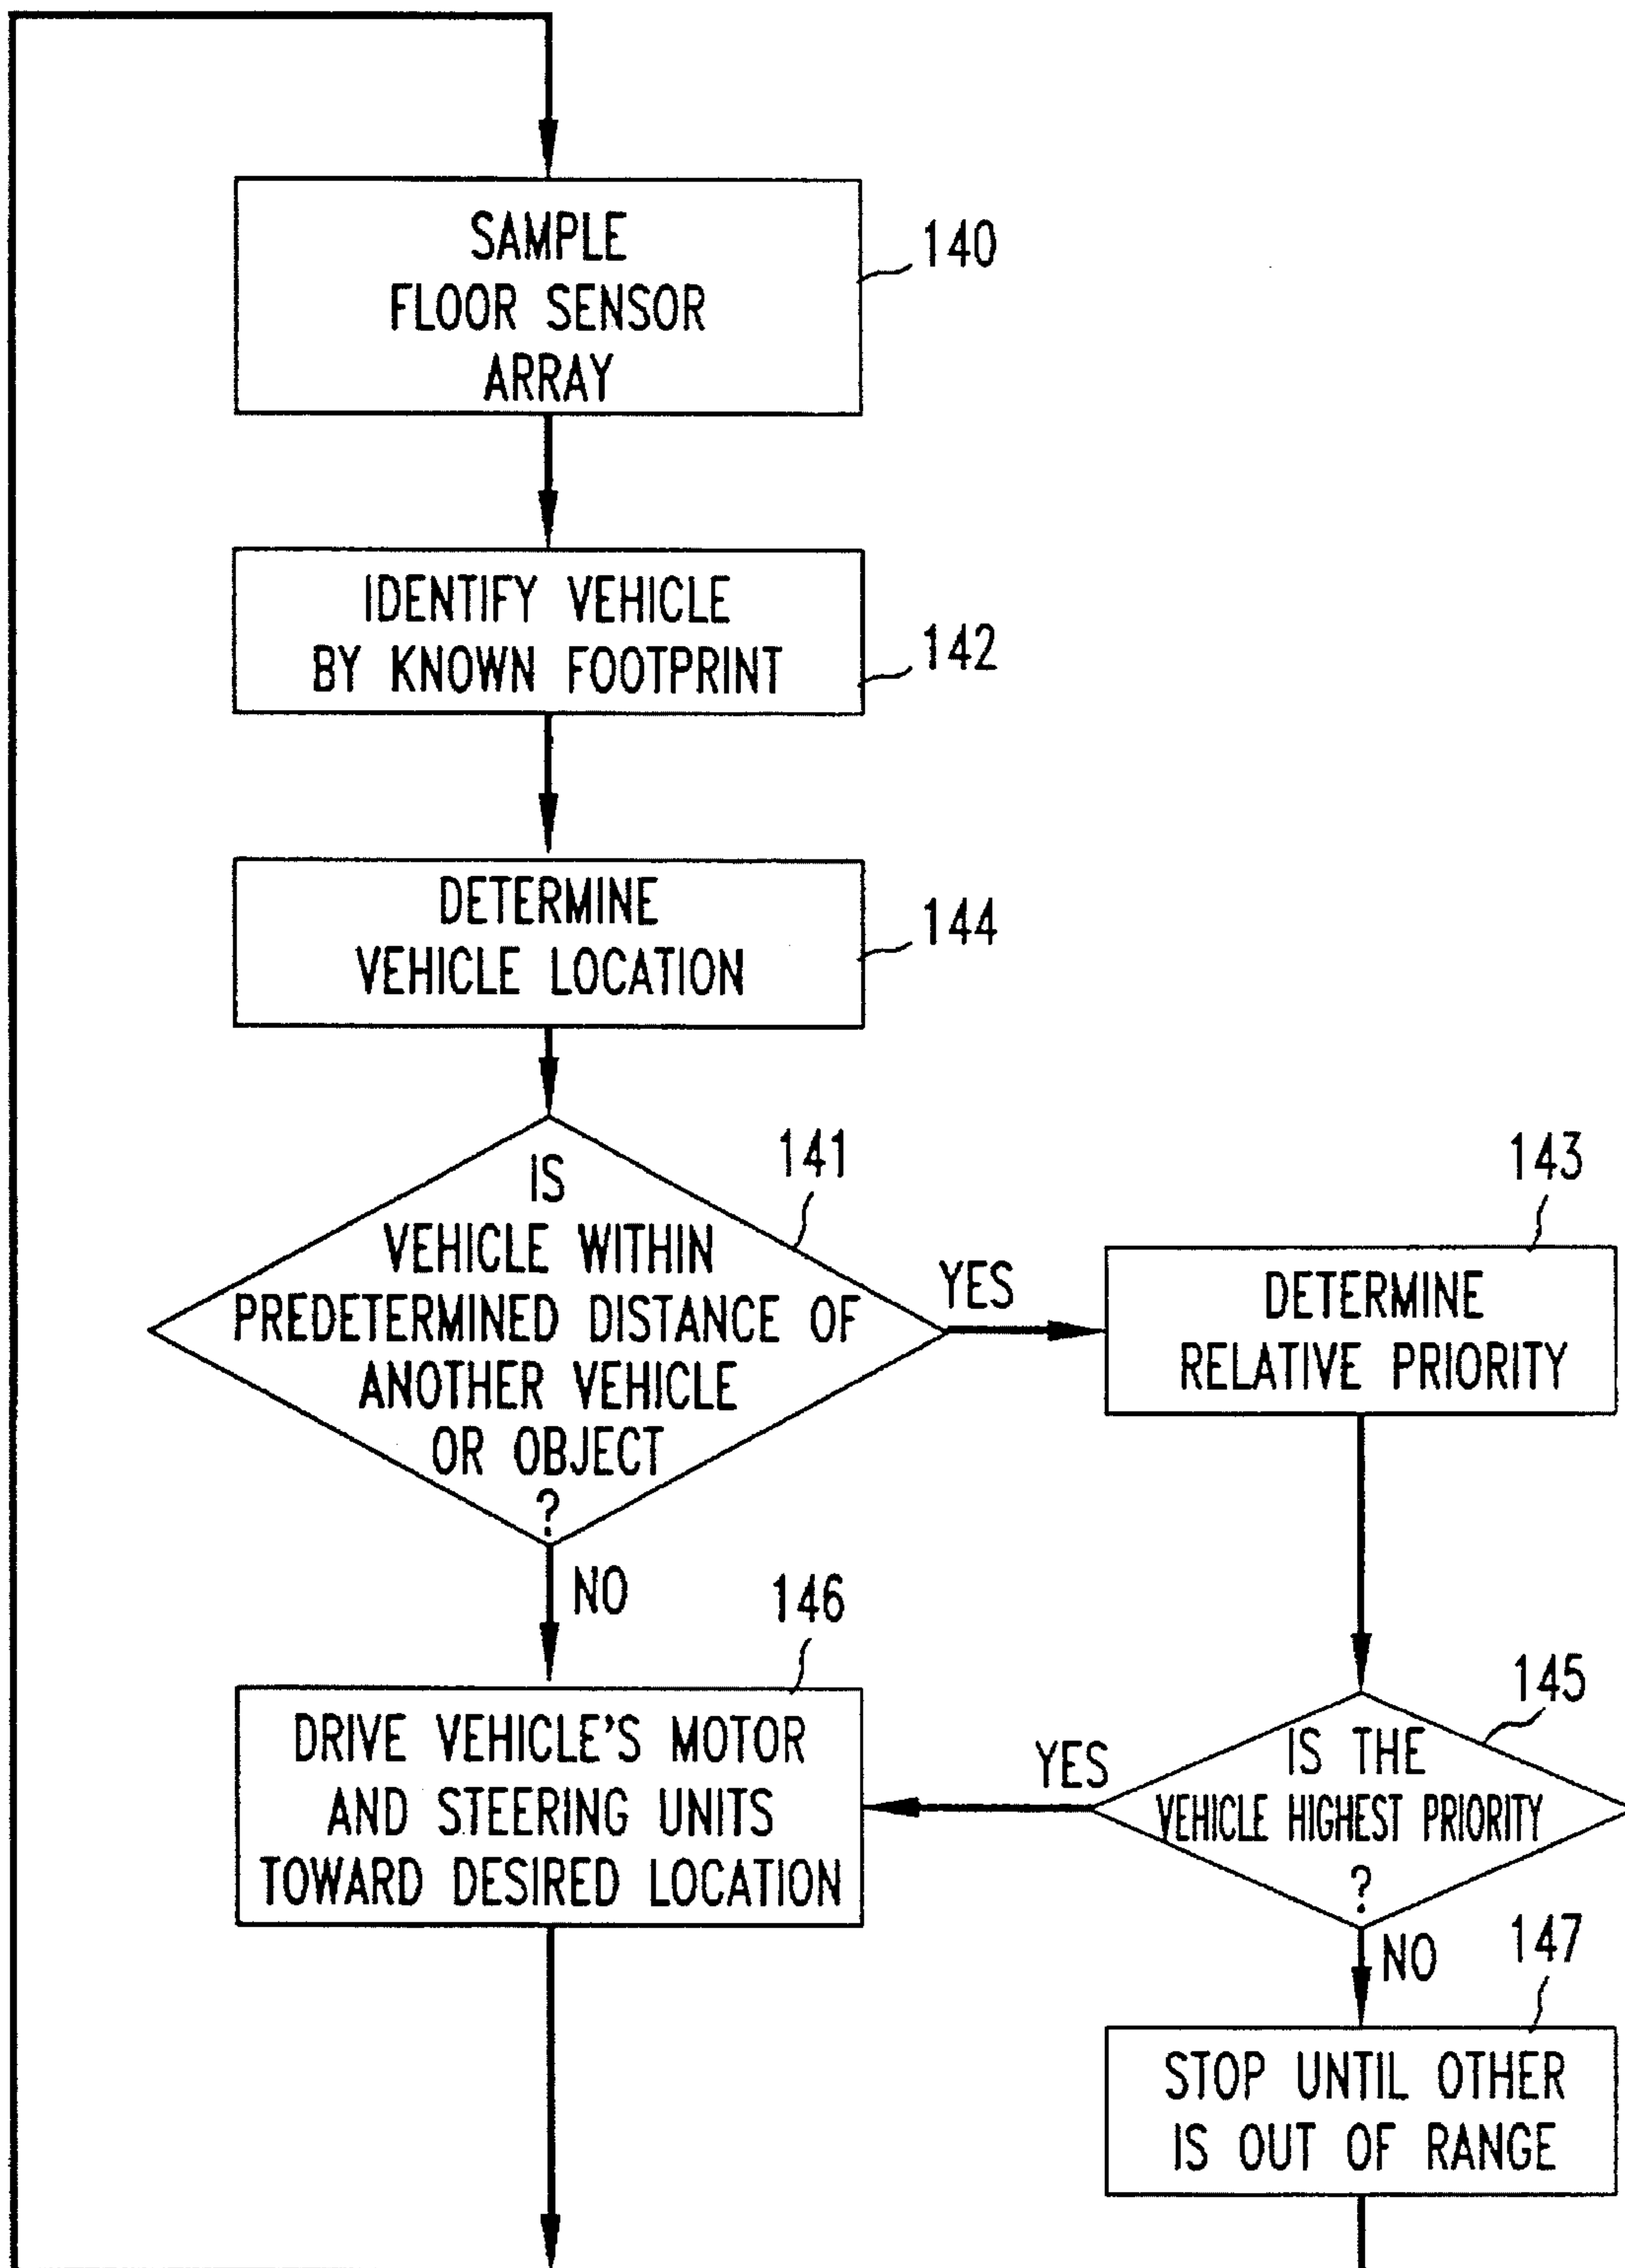 SAMPLE
FLOOR SENSOR
ARRAY
140
IDENTIFY VEHICLE
BY KNOWN FOOTPRINT
142
DETERMINE
VEHICLE LOCATION
144
IS
VEHICLE WITHIN
PREDETERMINED DISTANCE OF
ANOTHER VEHICLE
OR OBJECT
?
141
YES
NO
143
DETERMINE
RELATIVE PRIORITY
146
DRIVE VEHICLE'S MOTOR
AND STEERING UNITS
TOWARD DESIRED LOCATION
145
IS THE
VEHICLE HIGHEST PRIORITY
?
YES
NO
147
STOP UNTIL OTHER
IS OUT OF RANGE